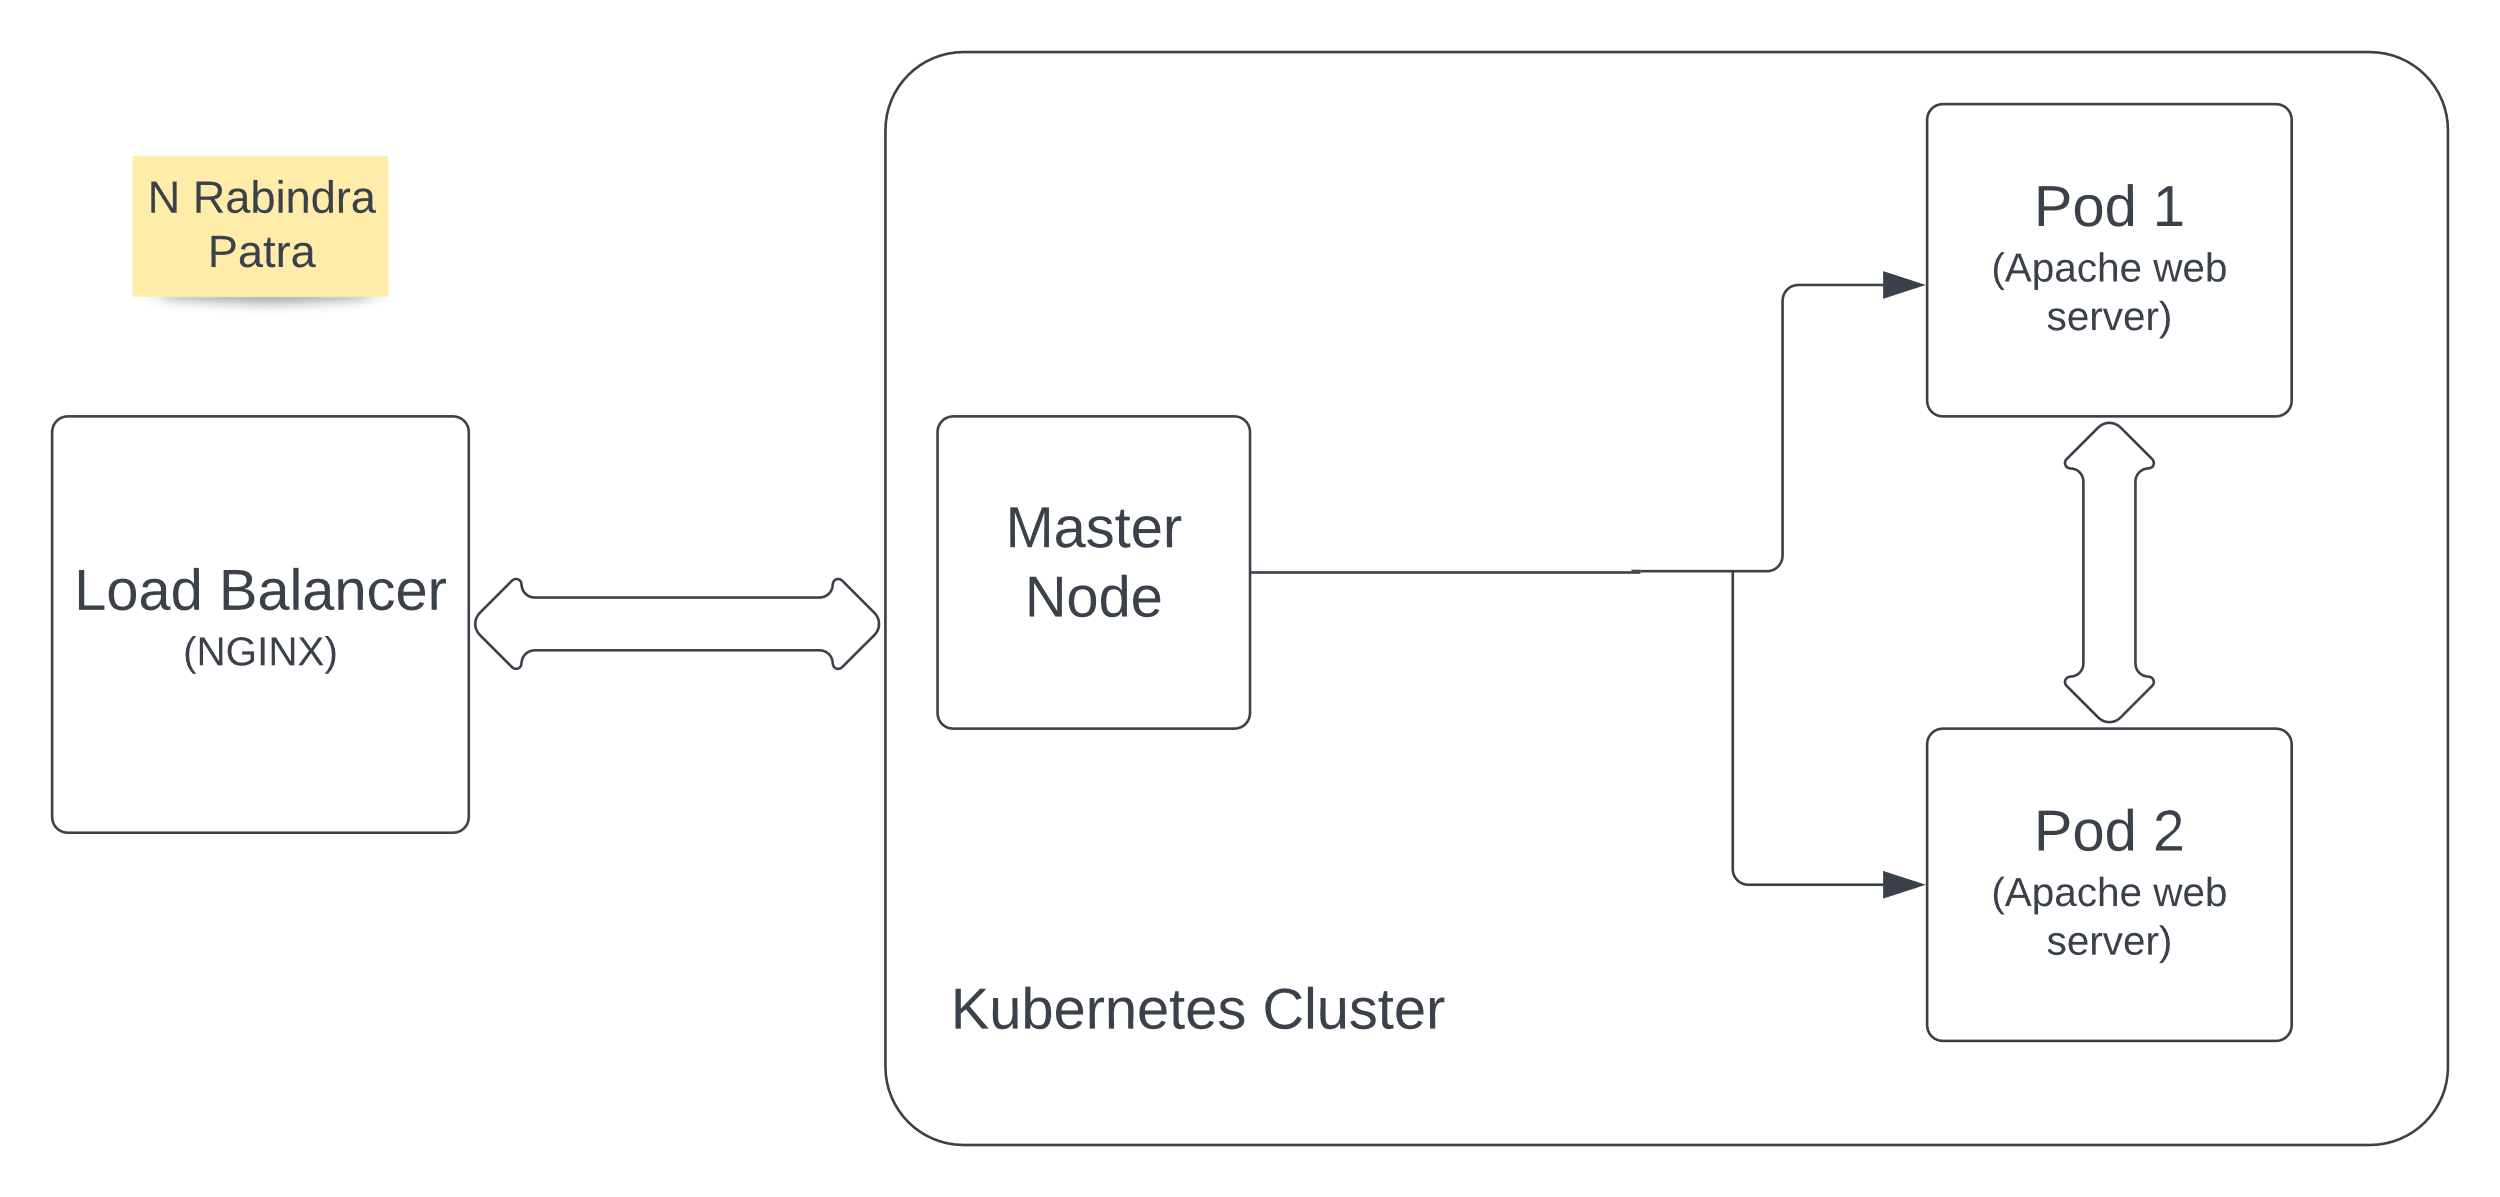 N Rabindra
Patra
Load Balancer
(NGINX)
Master
Node
Pod 1
(Apache web
server)
Pod 2
(Apache web
server)
Kubernetes Cluster